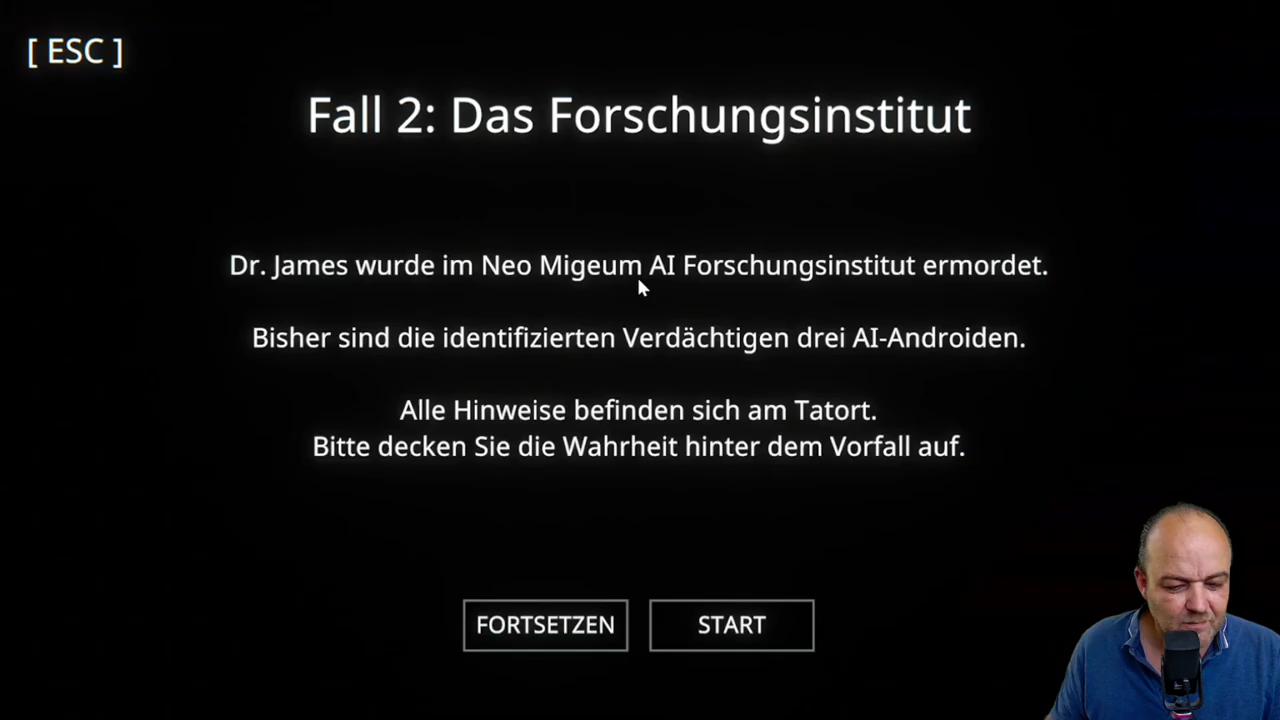 [ ESC ]
Fall 2: Das Forschungsinstitut
Dr. James wurde im Neo Migeum AI Forschungsinstitut ermordet.
Bisher sind die identifizierten Verdächtigen drei AI-Androiden.
Alle Hinweise befinden sich am Tatort.
Bitte decken Sie die Wahrheit hinter dem Vorfall auf.
FORTSETZEN
START